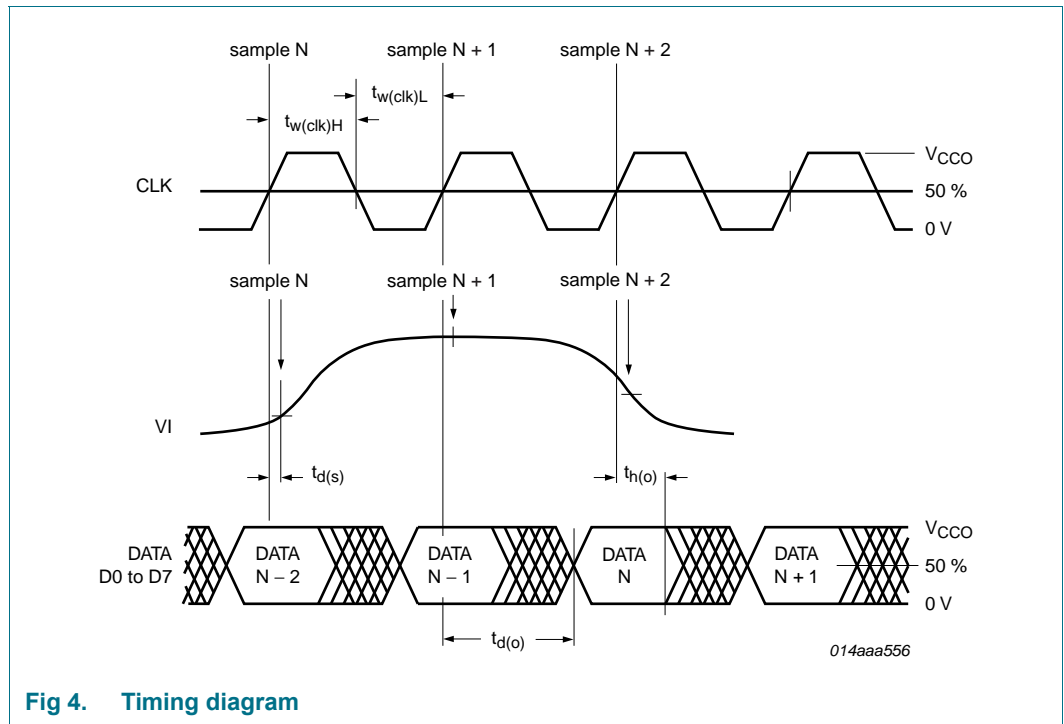 sample N sample N + 1 sample N + 2
tw(clk)L
tw(clk)H
VCCO
CLK 50 %
0 V
sample N sample N + 1 sample N + 2
VI
td(s) th(o)
VCCO
DATA D0 to D7
DATA N − 2
DATA N − 1
DATA N
DATA N + 1
50 %
0 V
td(o)
014aaa556
Fig 4. Timing diagram